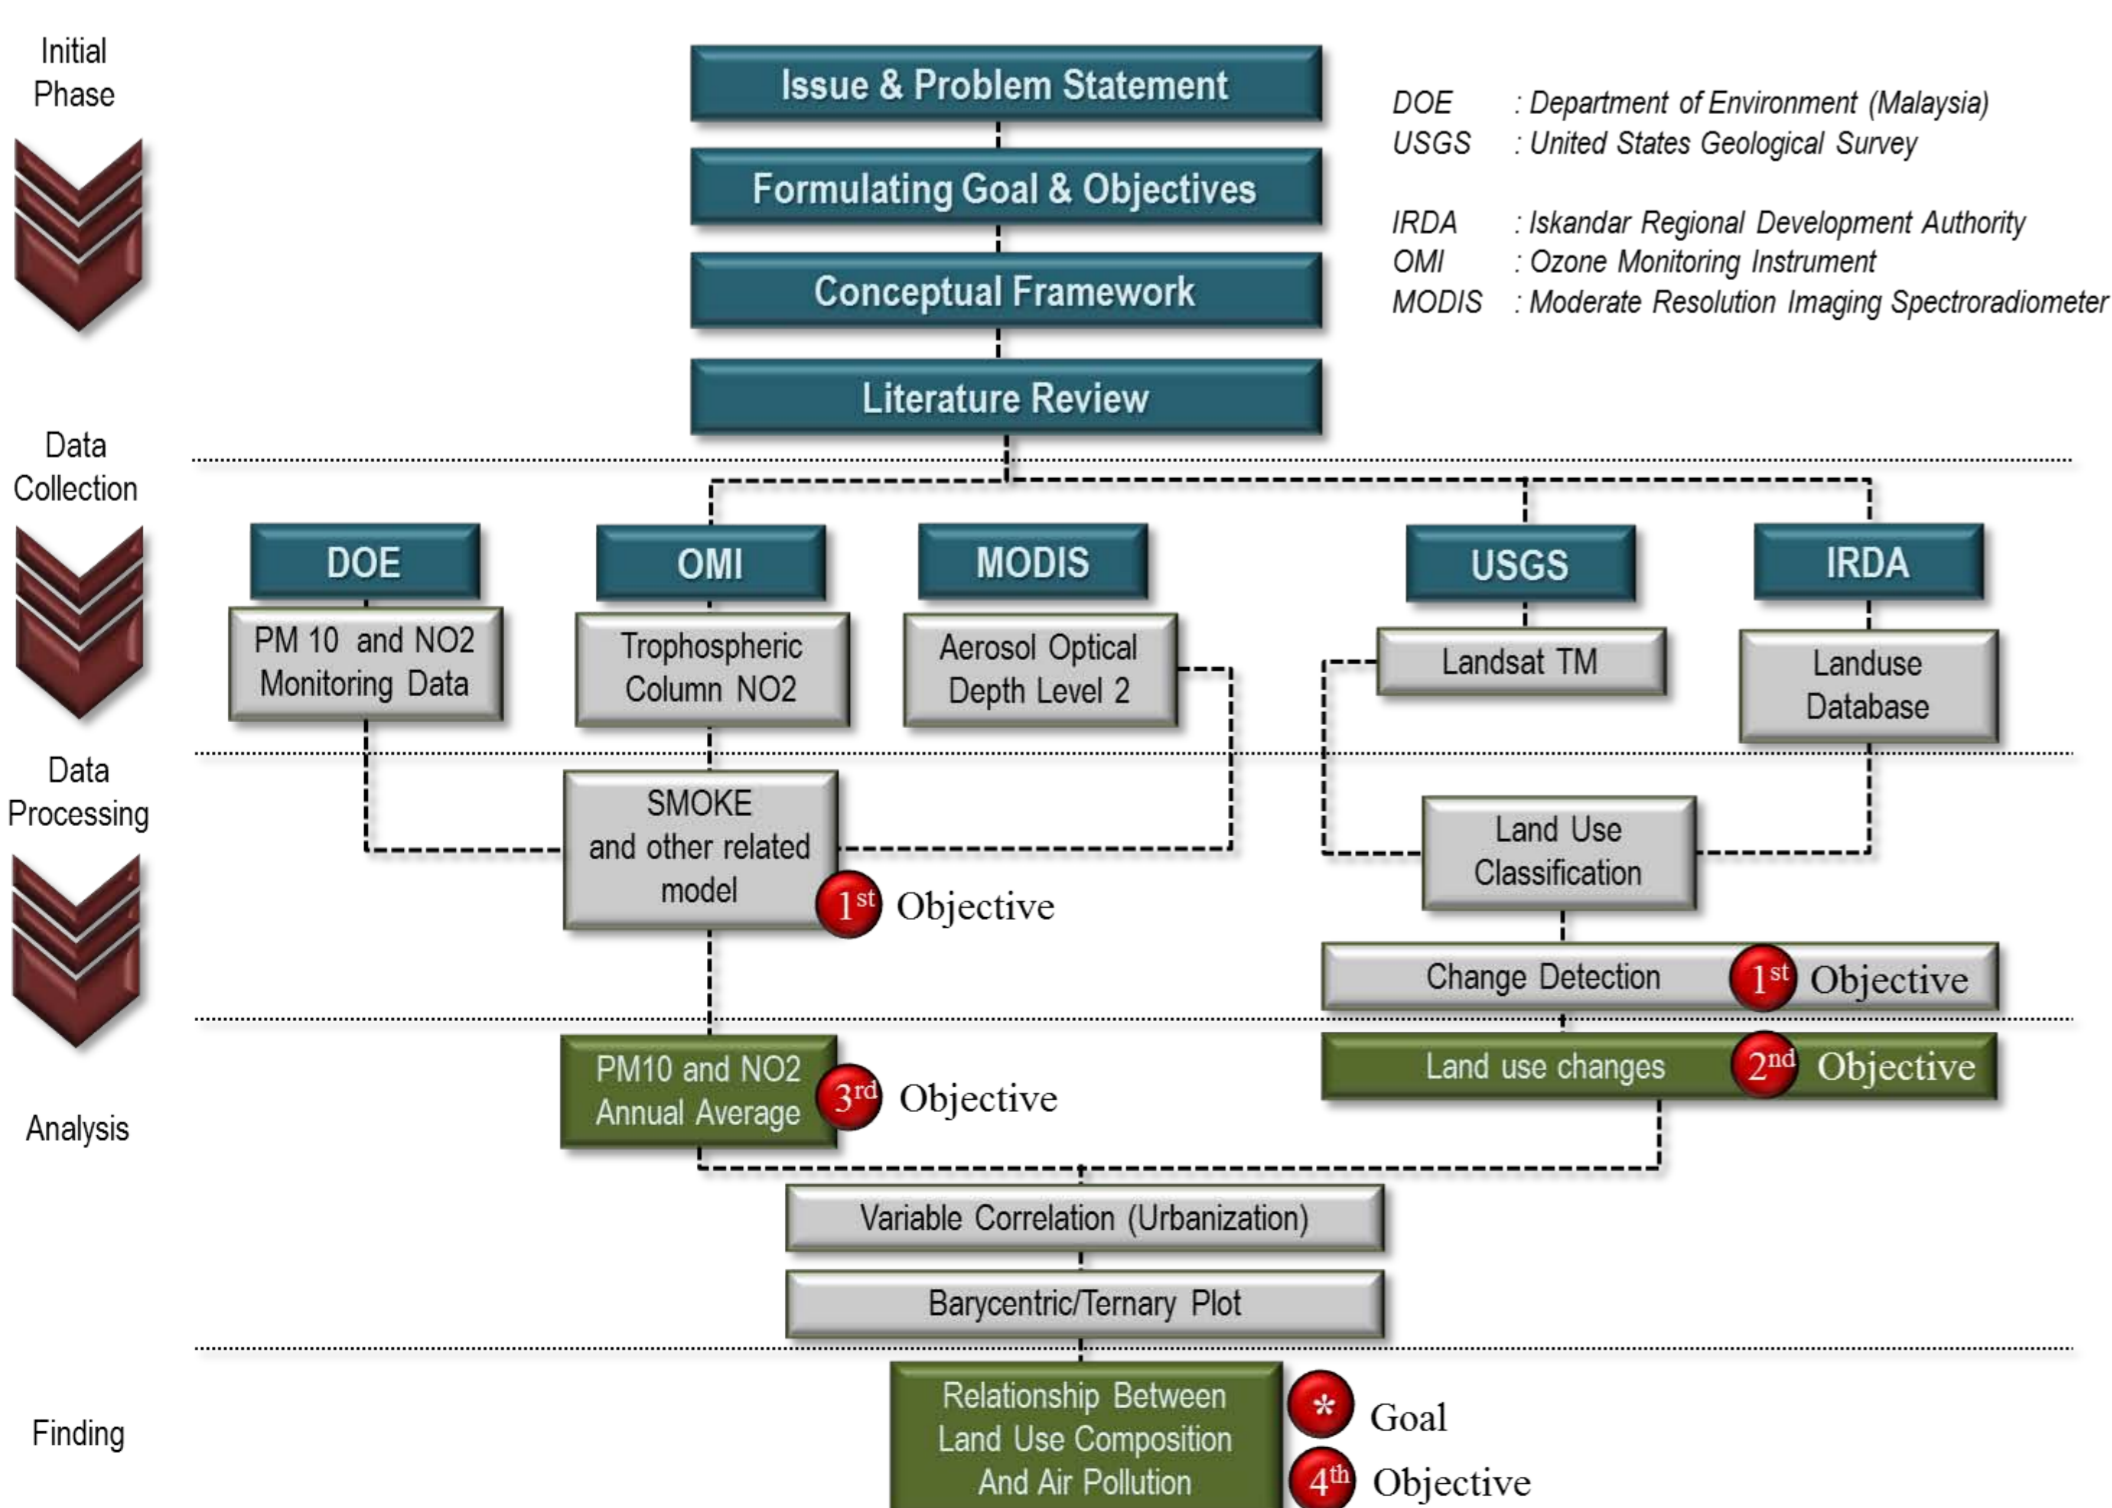 Initial
Phase
Issue & Problem Statement
Formulating Goal & Objectives
Conceptual Framework
Literature Review
DOE : Department of Environment (Malaysia)
USGS : United States Geological Survey
IRDA : Iskandar Regional Development Authority
OMI : Ozone Monitoring Instrument
MODIS : Moderate Resolution Imaging Spectroradiometer
Data
Collection
DOE
OMI
MODIS
USGS
IRDA
PM 10 and NO2
Monitoring Data
Trophospheric
Column NO2
Aerosol Optical
Depth Level 2
Landsat TM
Landuse
Database
Data
Processing
SMOKE
and other related
model
1st Objective
Land Use
Classification
Change Detection 1st Objective
Analysis
PM10 and NO2
Annual Average
3rd Objective
Land use changes 2nd Objective
Variable Correlation (Urbanization)
Barycentric/Ternary Plot
Finding
Relationship Between
Land Use Composition
And Air Pollution
* Goal
4th Objective